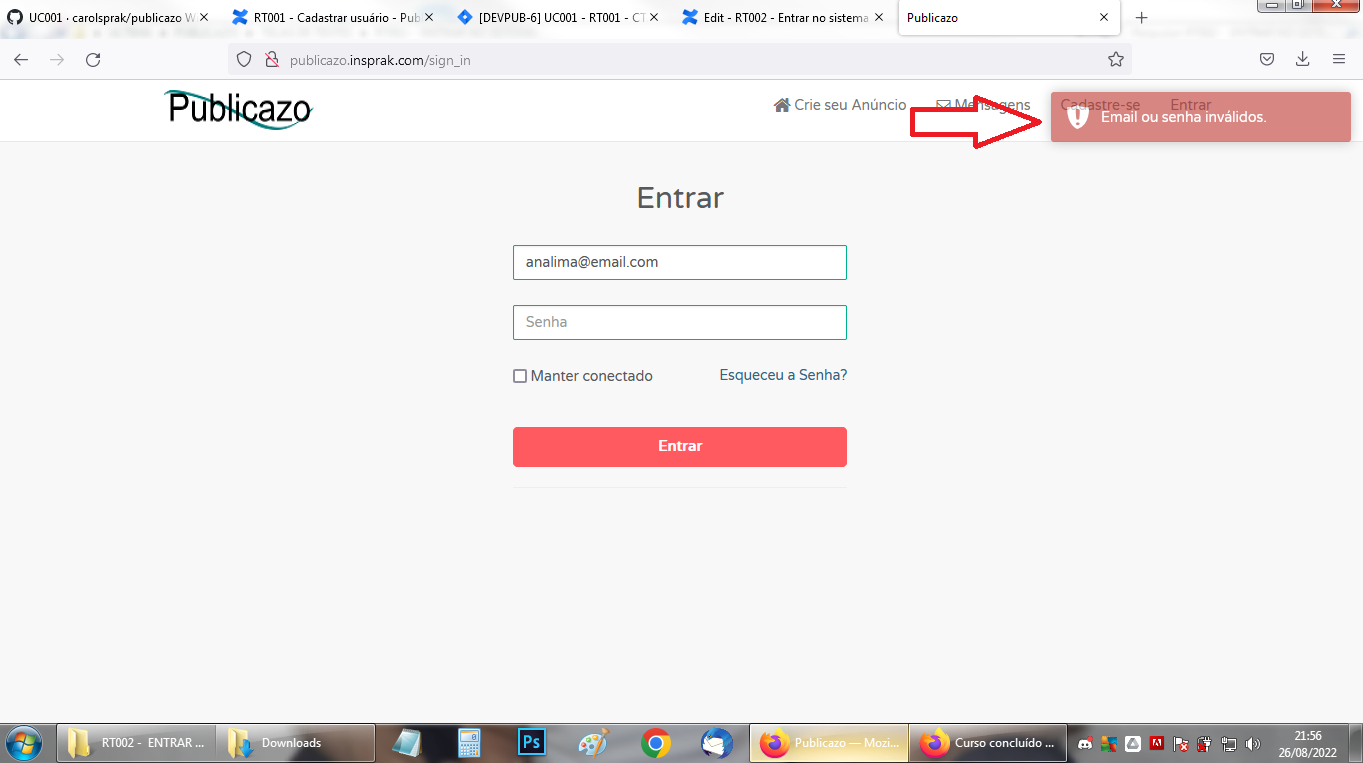 UC001 · carolsprak/publicazo W
RT001 - Cadastrar usuário - Pub
[DEVPUB-6] UC001 - RT001 - CT
Edit - RT002 - Entrar no sistema
Publicazo
publicazo.insprak.com/sign_in
Publicazo
Crie seu Anúncio
Mensagens
Cadastre-se
Entrar
Email ou senha inválidos.
Entrar
analima@email.com
Senha
Manter conectado
Esqueceu a Senha?
Entrar
RT002 - ENTRAR ...
Downloads
Ps
Publicazo — Mozi...
Curso concluído ...
21:56
26/08/2022